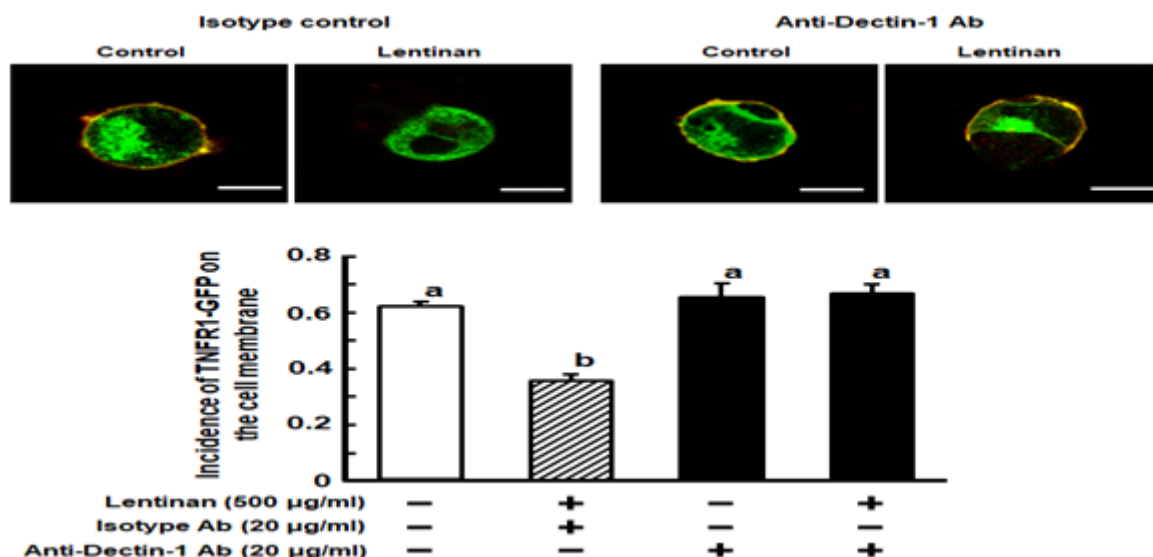 Isotype control Anti-Dectin-1 Ab
Control Lentinan Control Lentinan
Incidence of TNFR1-GFP on
the cell membrane
0.8
0.6
0.4
0.2
0
a
b
a
a
Lentinan (500 μg/ml) − + − +
Isotype Ab (20 μg/ml) − + − −
Anti-Dectin-1 Ab (20 μg/ml) − − + +